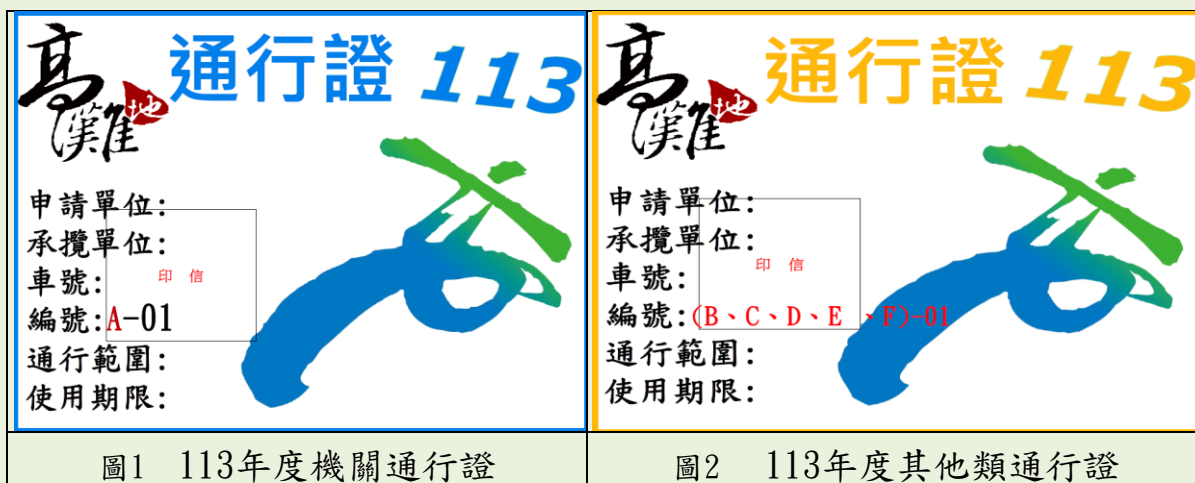 高灘地
通行證 113
申請單位:
承攬單位:
車號:
印 信
編號:A-01
通行範圍:
使用期限:
圖1 113年度機關通行證
高灘地
通行證 113
申請單位:
承攬單位:
車號:
印 信
編號:(B、C、D、E、F)-01
通行範圍:
使用期限:
圖2 113年度其他類通行證